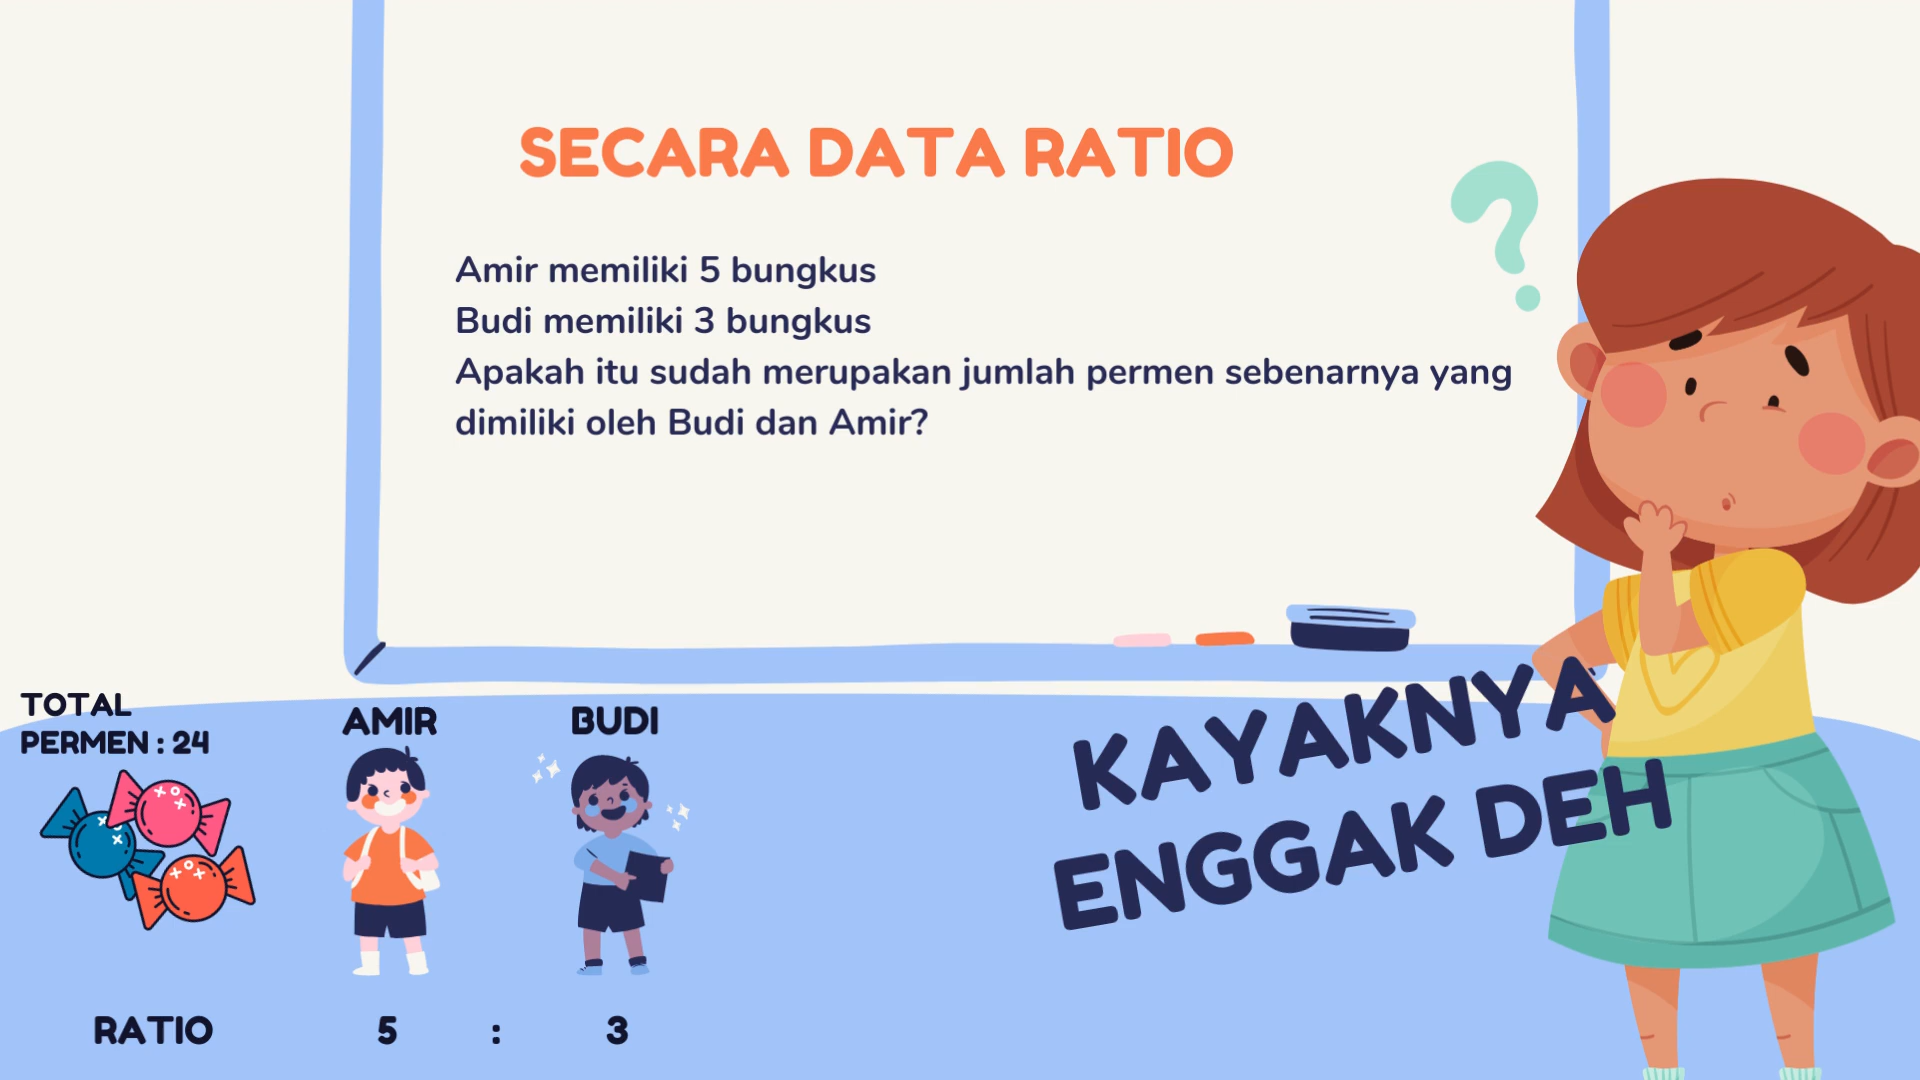 SECARA DATA RATIO
Amir memiliki 5 bungkus
Budi memiliki 3 bungkus
Apakah itu sudah merupakan jumlah permen sebenarnya yang
dimiliki oleh Budi dan Amir?
KAYAKNYA
ENGGAK DEH
TOTAL
PERMEN : 24
AMIR
BUDI
RATIO 5 : 3